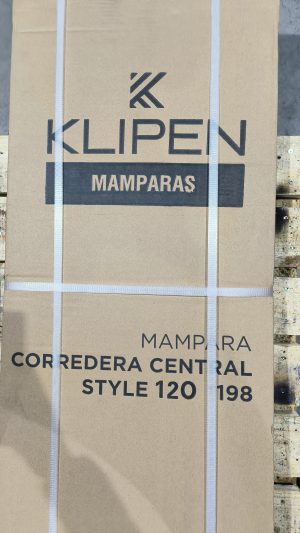 KLIPEN
MAMPARAS
MAMPARA
CORREDERA CENTRAL
STYLE 120 198